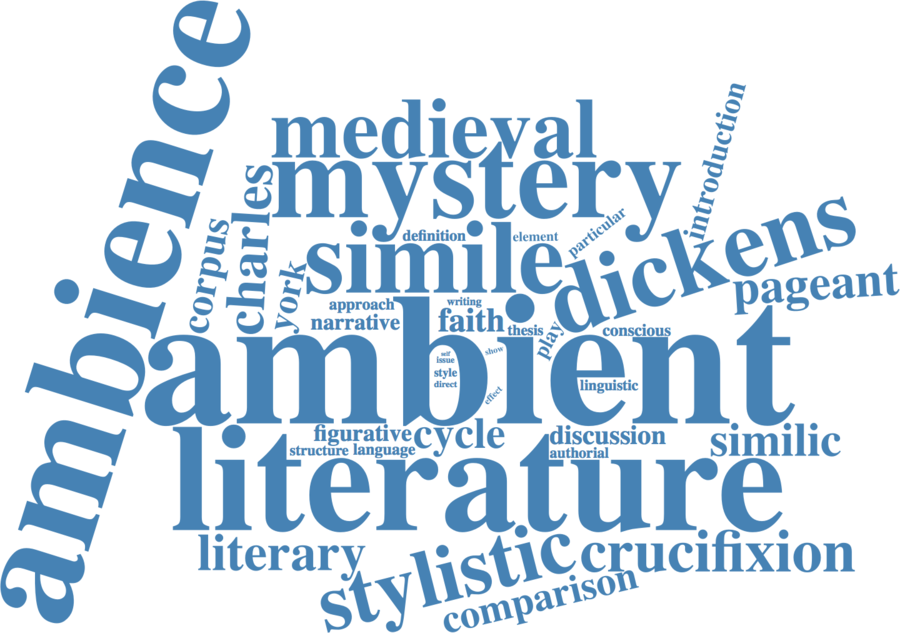 ambience
medieval
mystery
introduction
corpus
charles
york
simile
definition
element
particular
dickens
pageant
approach
writing
narrative
faith
thesis
play
conscious
ambient
self
issue
show
style
direct
effect
linguistic
figurative
cycle
discussion
similic
structure
language
authorial
literature
literary
stylistic
crucifixion
comparison